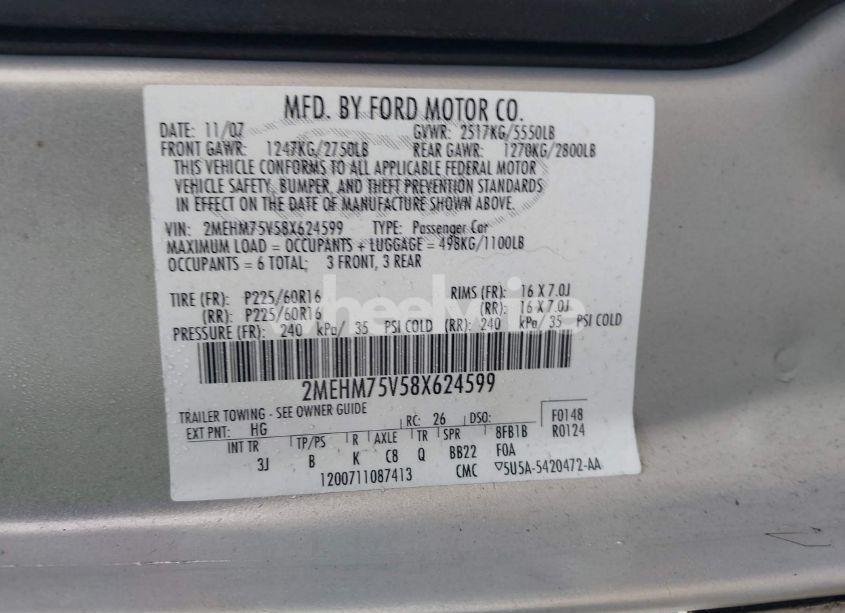 MFD. BY FORD MOTOR CO.
DATE: 11/07 GVWR: 2517KG/5550LB
FRONT GAWR: 1247KG/2750LB REAR GAWR: 1270KG/2800LB
THIS VEHICLE CONFORMS TO ALL APPLICABLE FEDERAL MOTOR
VEHICLE SAFETY, BUMPER, AND THEFT PREVENTION STANDARDS
IN EFFECT ON THE DATE OF MANUFACTURE SHOWN ABOVE.
VIN: 2MEHM75V58X624599 TYPE: Passenger Car
MAXIMUM LOAD = OCCUPANTS + LUGGAGE = 498KG/1100LB
OCCUPANTS = 6 TOTAL; 3 FRONT, 3 REAR
TIRE (FR): P225/60R16 RIMS (FR): 16 X 7.0J
(RR): P225/60R16 (RR): 16 X 7.0J
PRESSURE (FR): 240 kPa/ 35 PSI COLD (RR): 240 kPa/ 35 PSI COLD
wheelwire
2MEHM75V58X624599
TRAILER TOWING - SEE OWNER GUIDE
EXT PNT: HG RC: 26 DSO: F0148
INT TR TP/PS R AXLE TR SPR 8FB1B R0124
3J B K C8 Q BB22 FOA
1200711087413 CMC ▽5U5A-5420472-AA